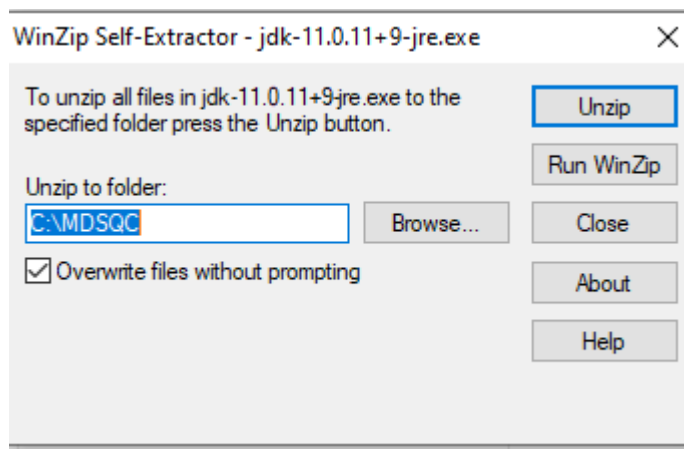 WinZip Self-Extractor - jdk-11.0.11+9-jre.exe
To unzip all files in jdk-11.0.11+9-jre.exe to the
specified folder press the Unzip button.
Unzip
Run WinZip
Unzip to folder:
C:\MDSQC
Browse...
Close
Overwrite files without prompting
About
Help